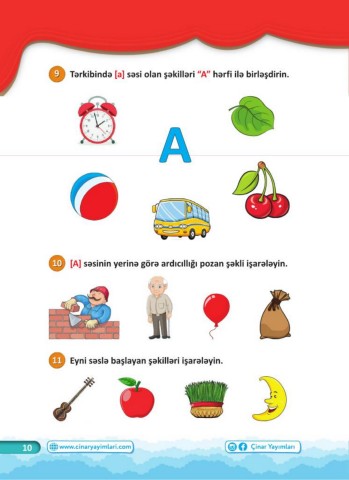 9 Tərkibində [a] səsi olan şəkilləri "A" hərfi ilə birləşdirin.
A
10 [A] səsinin yerinə görə ardıcıllığı pozan şəkli işarələyin.
11 Eyni səslə başlayan şəkilləri işarələyin.
10 www.cinaryayimlari.com Çinar Yayımları